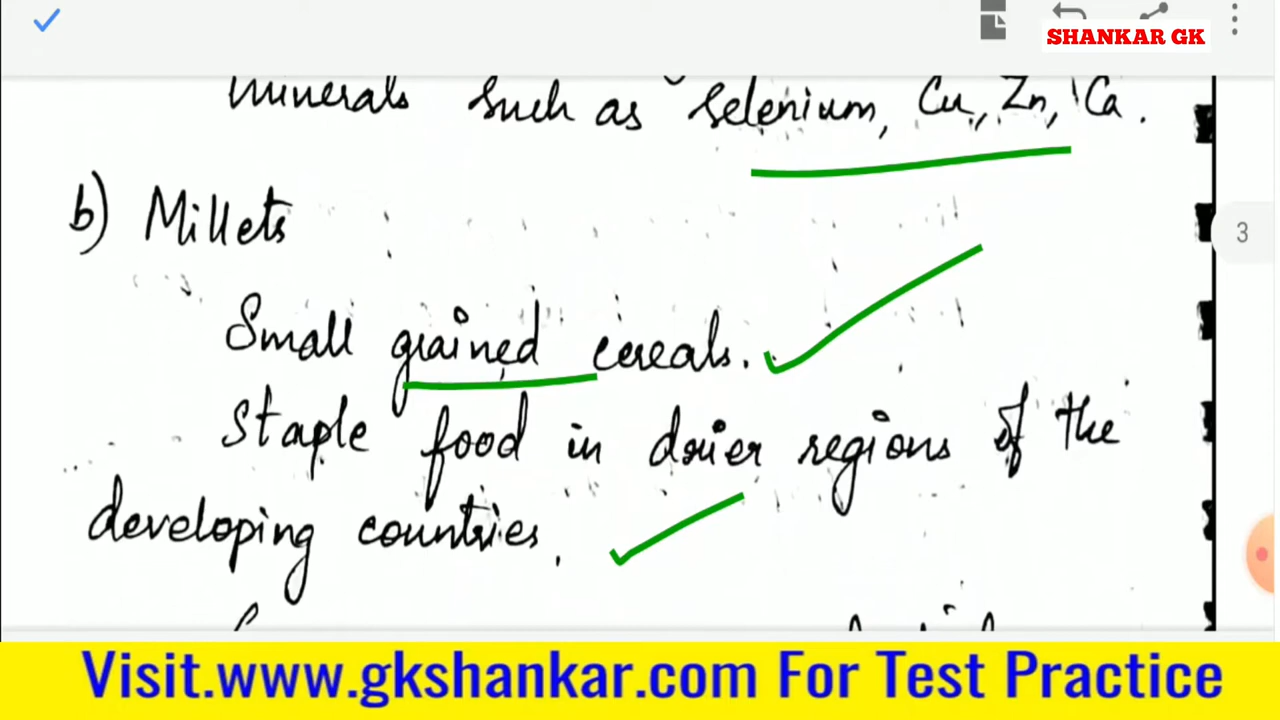 SHANKAR GK
minerals such as selenium, Cu, Zn, Ca.
3
b) Millets
Small grained cereals.
Staple food in drier regions of the
developing countries.
Visit.www.gkshankar.com For Test Practice